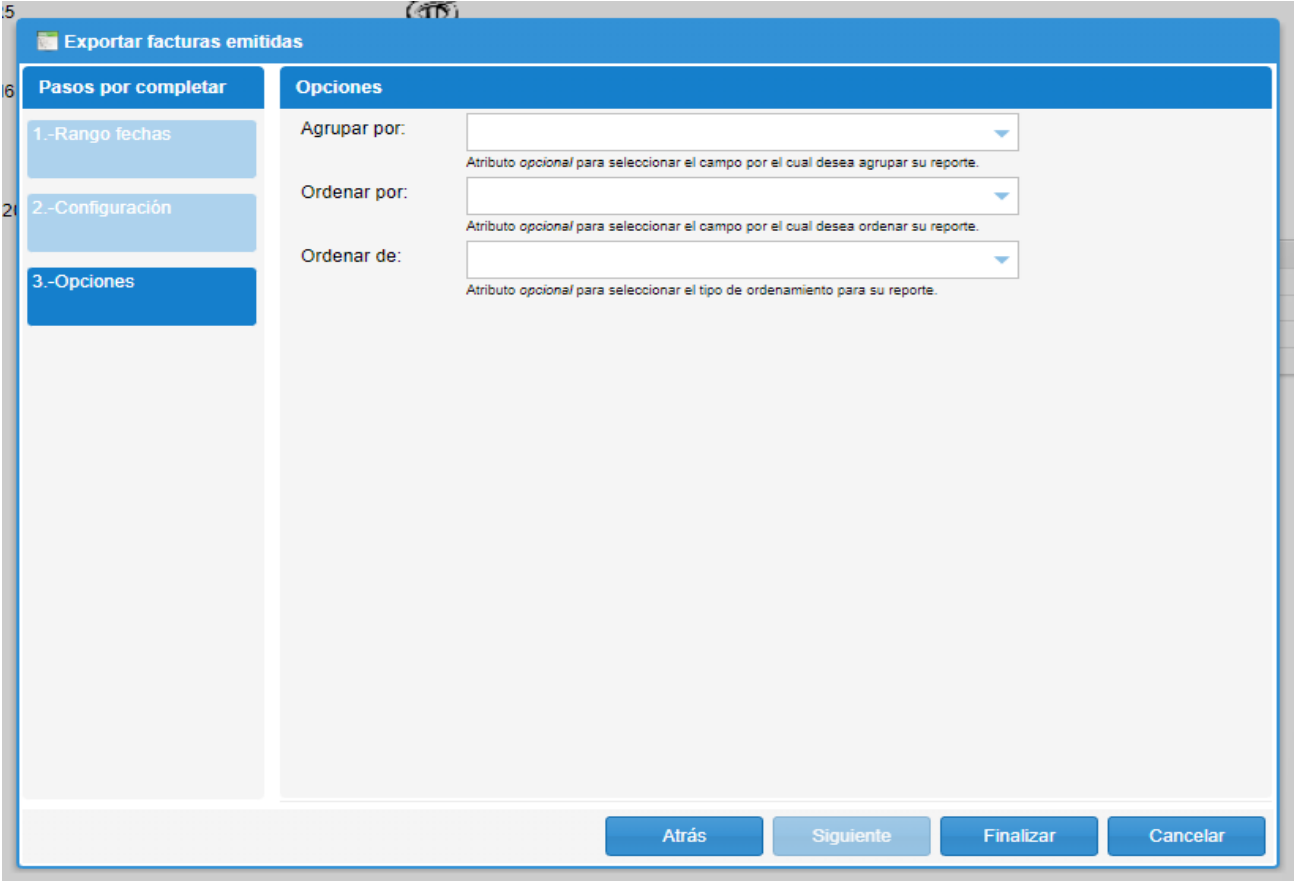 25
Exportar facturas emitidas
Pasos por completar
Opciones
1.-Rango fechas
Agrupar por:
Atributo opcional para seleccionar el campo por el cual desea agrupar su reporte.
2.-Configuración
Ordenar por:
Atributo opcional para seleccionar el campo por el cual desea ordenar su reporte.
3.-Opciones
Ordenar de:
Atributo opcional para seleccionar el tipo de ordenamiento para su reporte.
Atrás
Siguiente
Finalizar
Cancelar